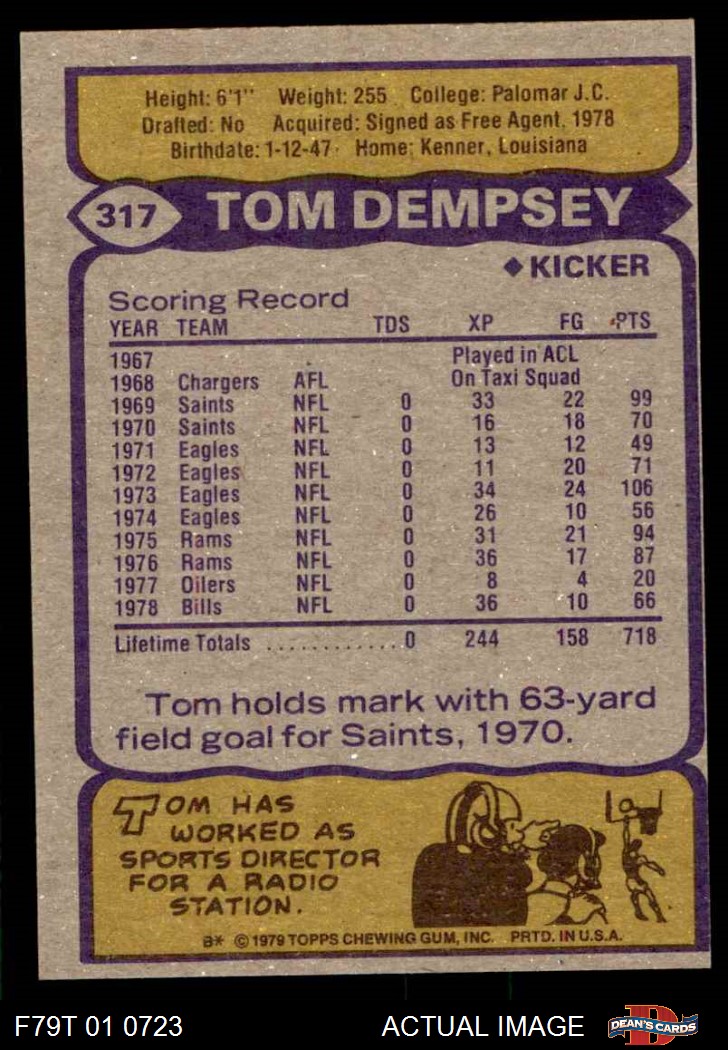 Height: 6'1" Weight: 255 College: Palomar J.C.
Drafted: No Acquired: Signed as Free Agent, 1978
Birthdate: 1-12-47 Home: Kenner, Louisiana
317 TOM DEMPSEY
◆ KICKER
Scoring Record
YEAR TEAM TDS XP FG PTS
1967 Played in ACL
1968 Chargers AFL On Taxi Squad
1969 Saints NFL 0 33 22 99
1970 Saints NFL 0 16 18 70
1971 Eagles NFL 0 13 12 49
1972 Eagles NFL 0 11 20 71
1973 Eagles NFL 0 34 24 106
1974 Eagles NFL 0 26 10 56
1975 Rams NFL 0 31 21 94
1976 Rams NFL 0 36 17 87
1977 Oilers NFL 0 8 4 20
1978 Bills NFL 0 36 10 66
Lifetime Totals ............ 0 244 158 718
Tom holds mark with 63-yard
field goal for Saints, 1970.
TOM HAS
WORKED AS
SPORTS DIRECTOR
FOR A RADIO
STATION.
B* © 1979 TOPPS CHEWING GUM, INC. PRTD. IN U.S.A.
F79T 01 0723 ACTUAL IMAGE D DEAN'S CARDS